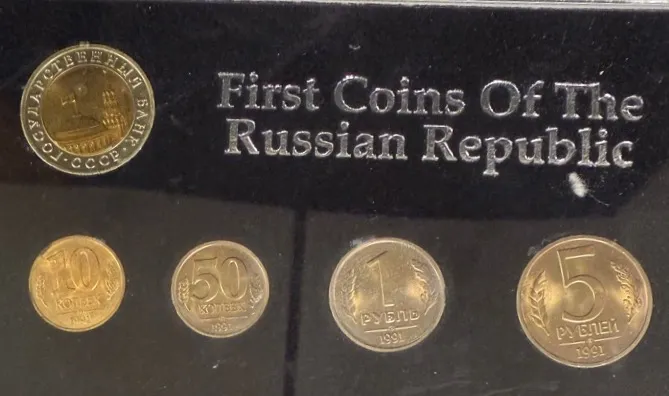 ГОСУДАРСТВЕННЫЙ БАНК
· СССР ·
First Coins Of The
Russian Republic
10
КОПЕЕК
1991
50
КОПЕЕК
1991
1
РУБЛЬ
1991
5
РУБЛЕЙ
1991